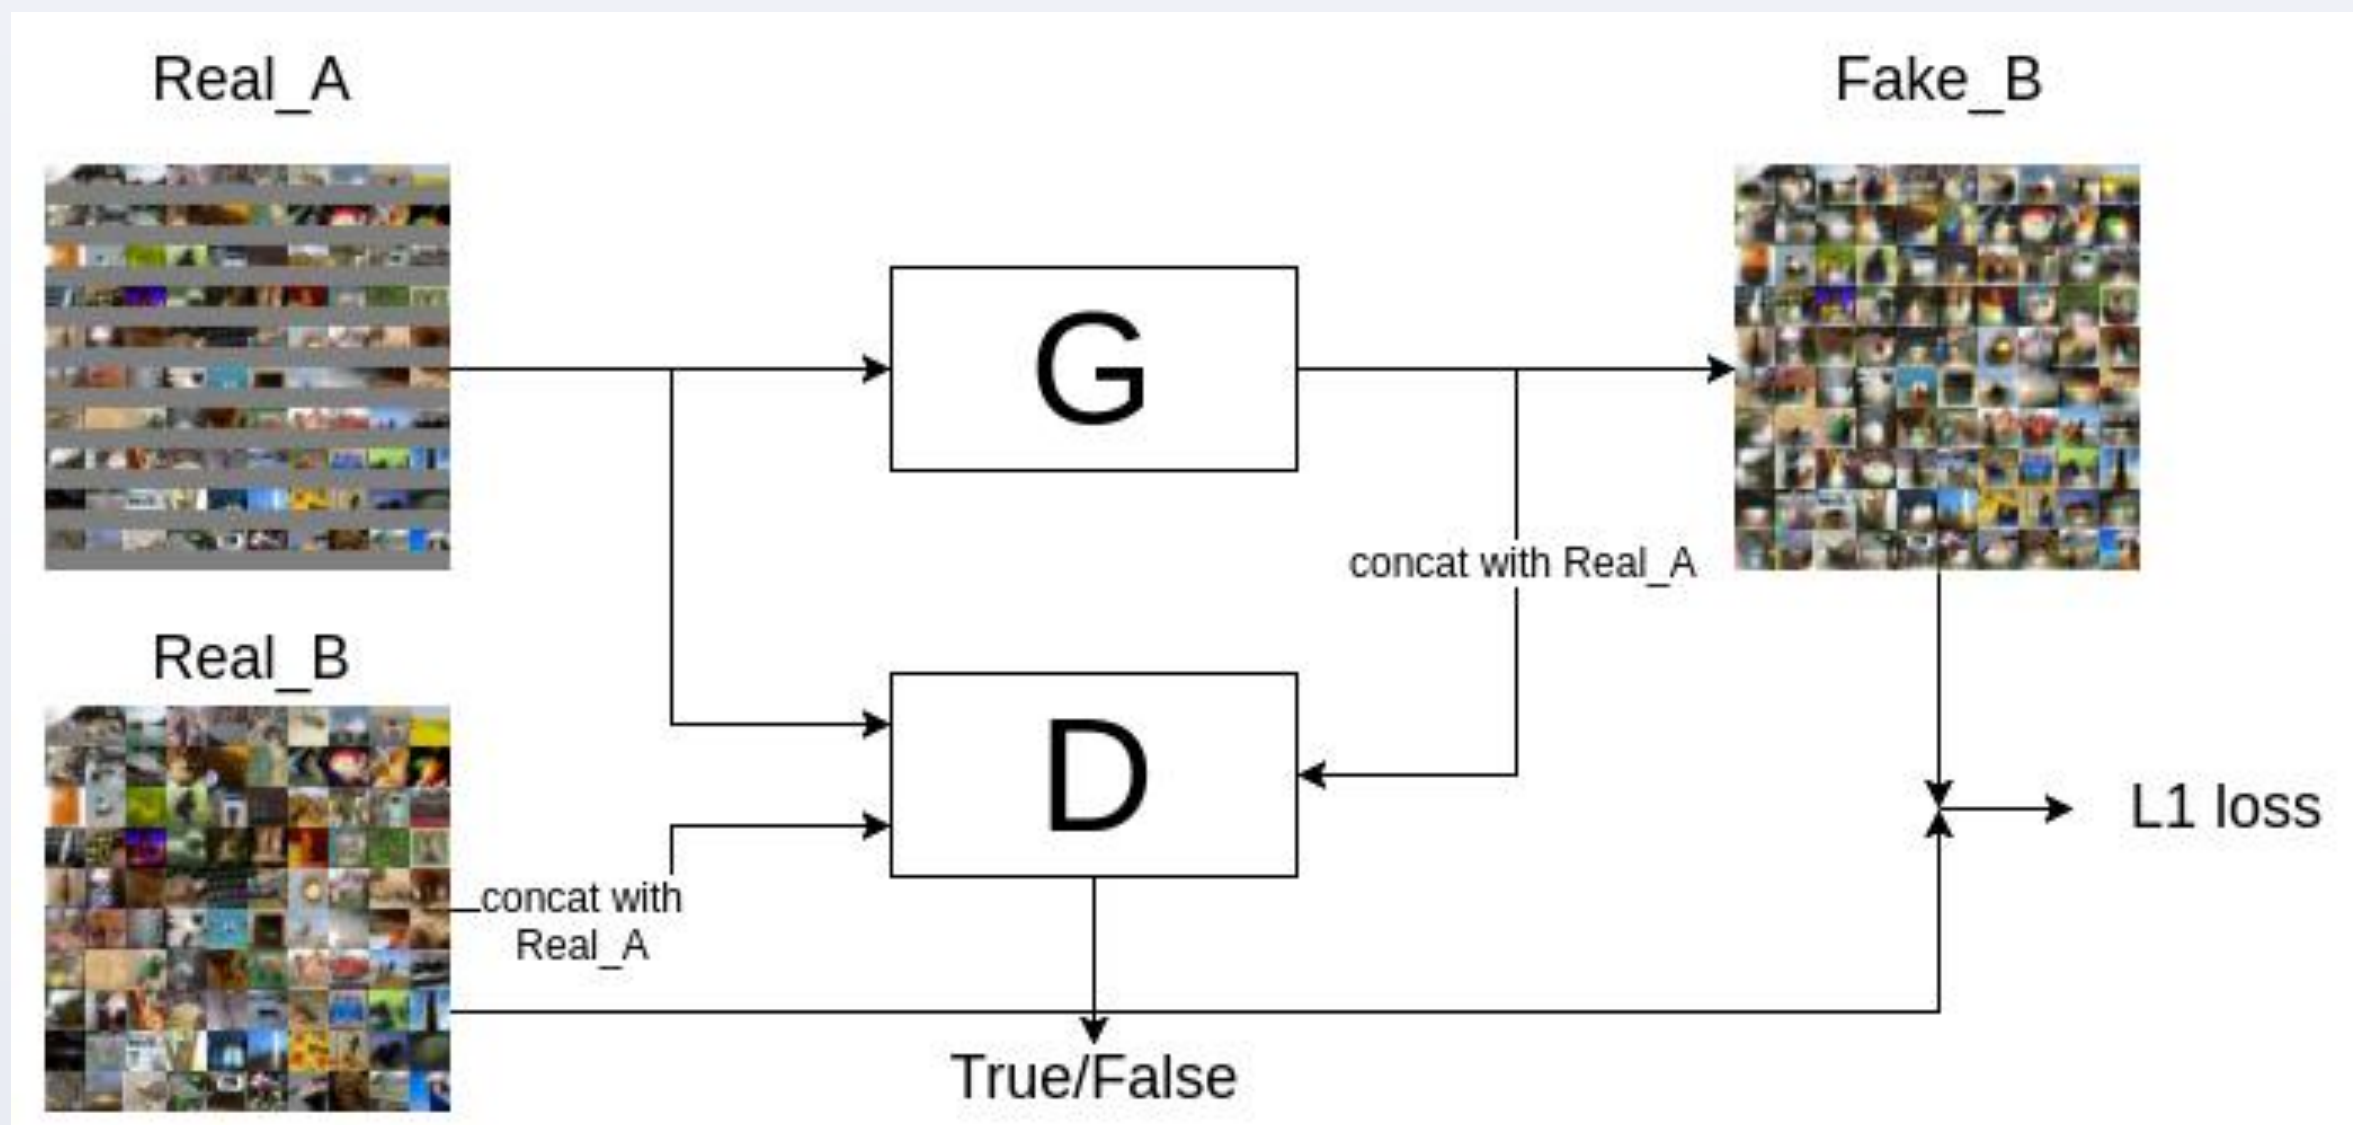 Real_A
Fake_B
G
concat with Real_A
Real_B
D
L1 loss
concat with
Real_A
True/False